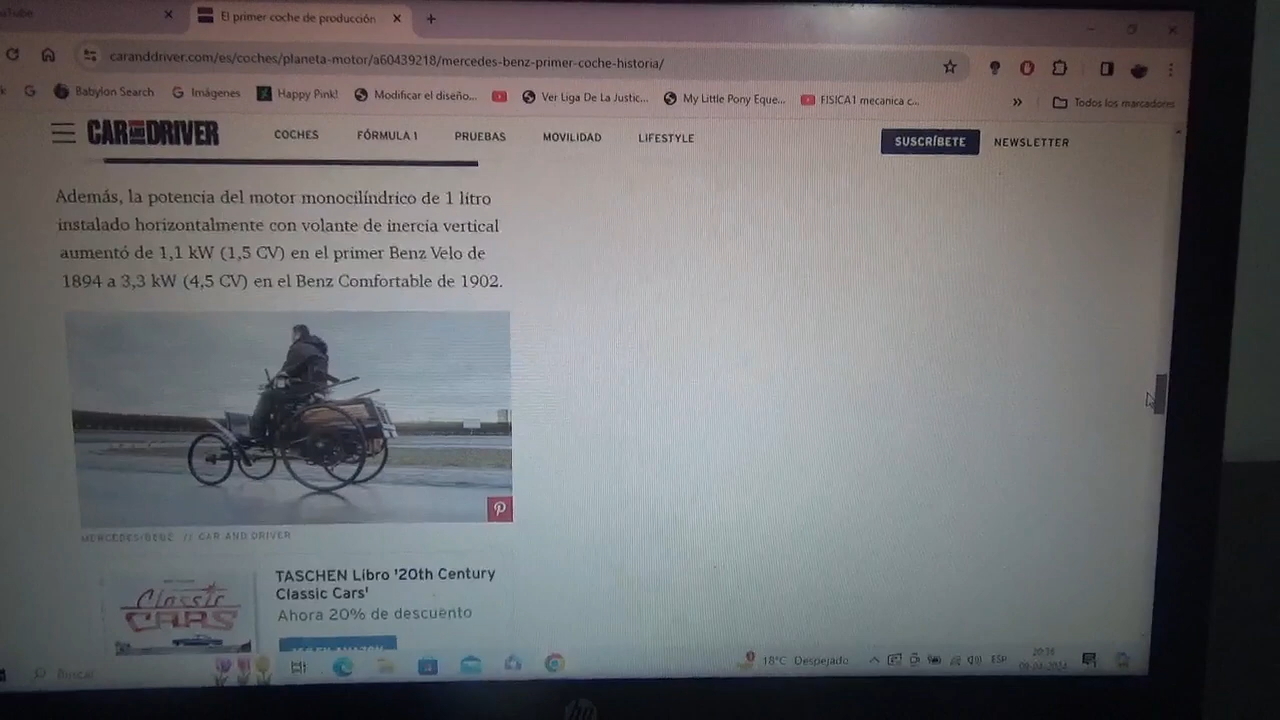 El primer coche de producción
caranddriver.com/es/coches/planeta-motor/a60439218/mercedes-benz-primer-coche-historia/
Babylon Search
Imágenes
Happy Pink!
Modificar el diseño...
Ver Liga De La Justic...
My Little Pony Eque...
FISICA1 mecanica c...
Todos los marcadores
CAR AND DRIVER
COCHES
FÓRMULA 1
PRUEBAS
MOVILIDAD
LIFESTYLE
SUSCRÍBETE
NEWSLETTER
Además, la potencia del motor monocilíndrico de 1 litro
instalado horizontalmente con volante de inercia vertical
aumentó de 1,1 kW (1,5 CV) en el primer Benz Velo de
1894 a 3,3 kW (4,5 CV) en el Benz Comfortable de 1902.
MERCEDES-BENZ // CAR AND DRIVER
Classic
CARS
TASCHEN Libro '20th Century
Classic Cars'
Ahora 20% de descuento
Buscar
18°C Despejado
ESP
hp